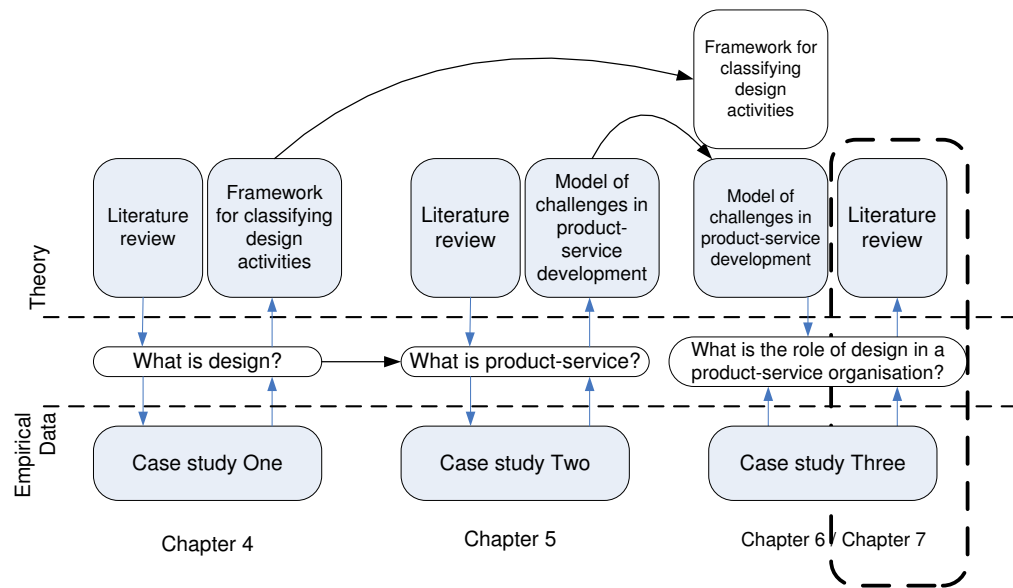 Framework for
classifying
design
activities
Literature
review
Framework
for classifying
design
activities
Literature
review
Model of
challenges in
product-
service
development
Model of
challenges in
product-service
development
Literature
review
Theory
What is design?
What is product-service?
What is the role of design in a
product-service organisation?
Empirical
Data
Case study One
Case study Two
Case study Three
Chapter 4
Chapter 5
Chapter 6 / Chapter 7